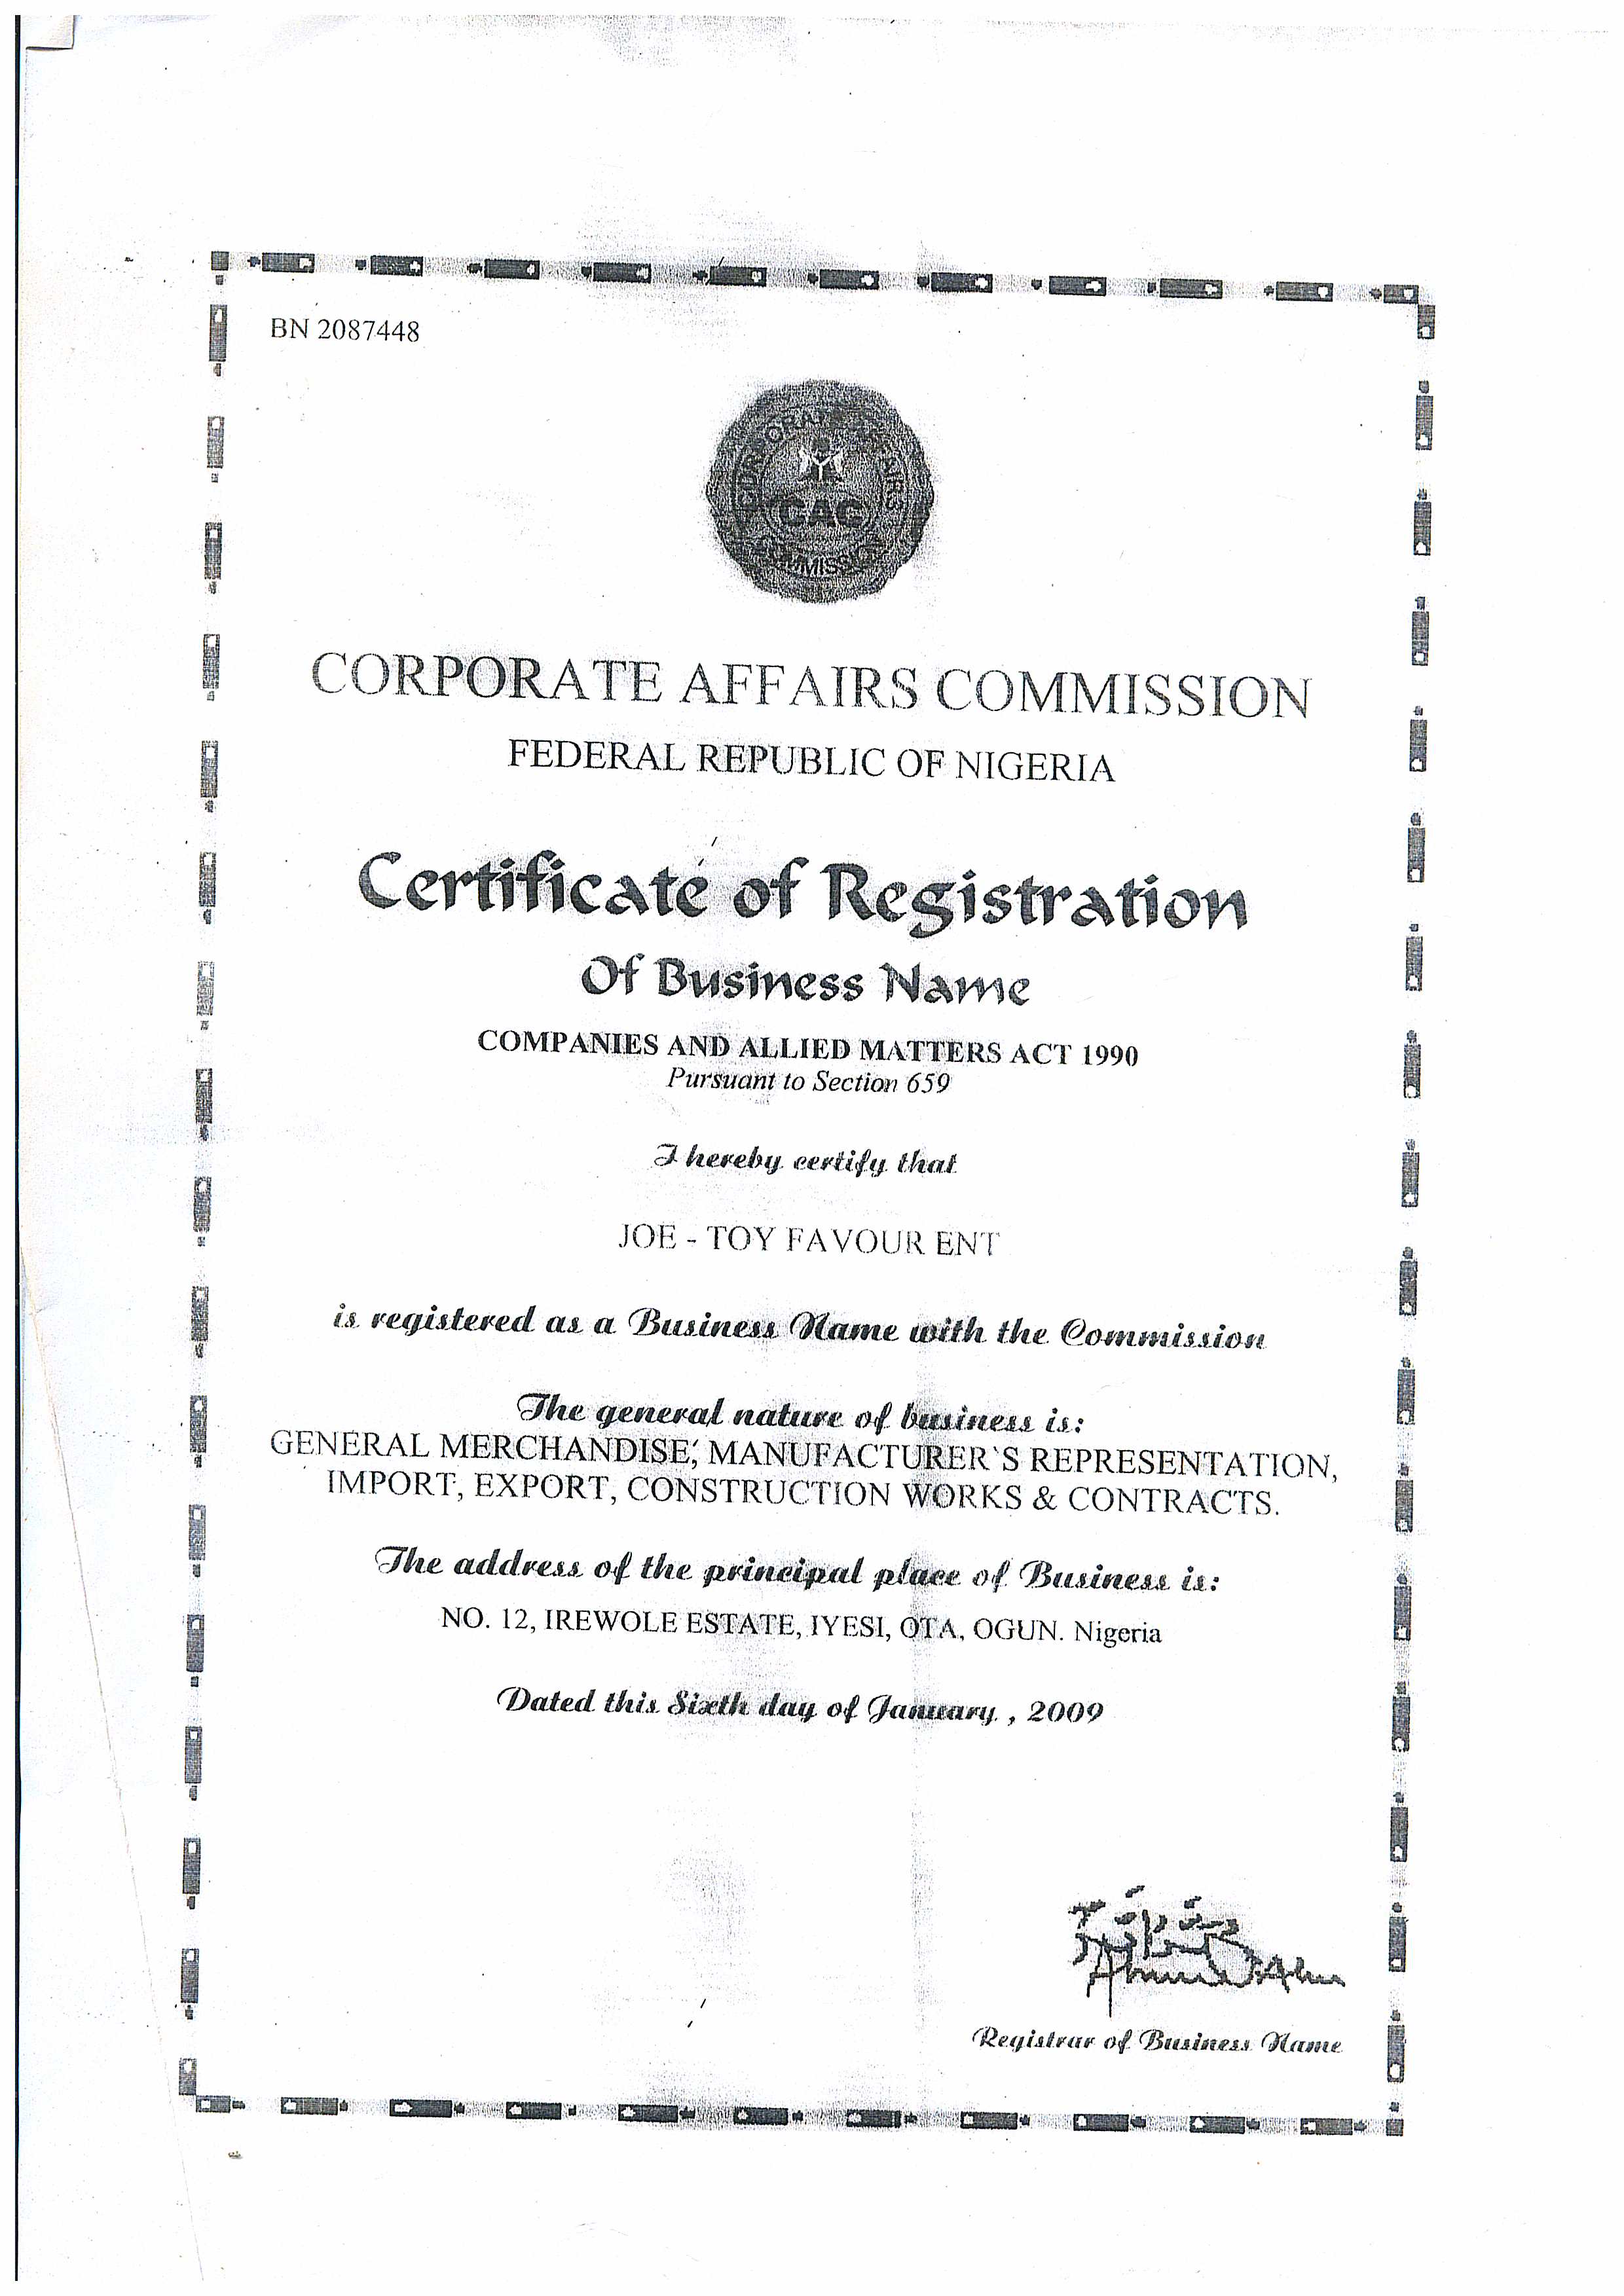 BN 2087448
CORPORATE AFFAIRS COMMISSION
CAC
CORPORATE AFFAIRS COMMISSION
FEDERAL REPUBLIC OF NIGERIA
Certificate of Registration
Of Business Name
COMPANIES AND ALLIED MATTERS ACT 1990
Pursuant to Section 659
I hereby certify that
JOE - TOY FAVOUR ENT
is registered as a Business Name with the Commission
The general nature of business is:
GENERAL MERCHANDISE, MANUFACTURER`S REPRESENTATION,
IMPORT, EXPORT, CONSTRUCTION WORKS & CONTRACTS.
The address of the principal place of Business is:
NO. 12, IREWOLE ESTATE, IYESI, OTA, OGUN. Nigeria
Dated this Sixth day of January , 2009
Registrar of Business Name